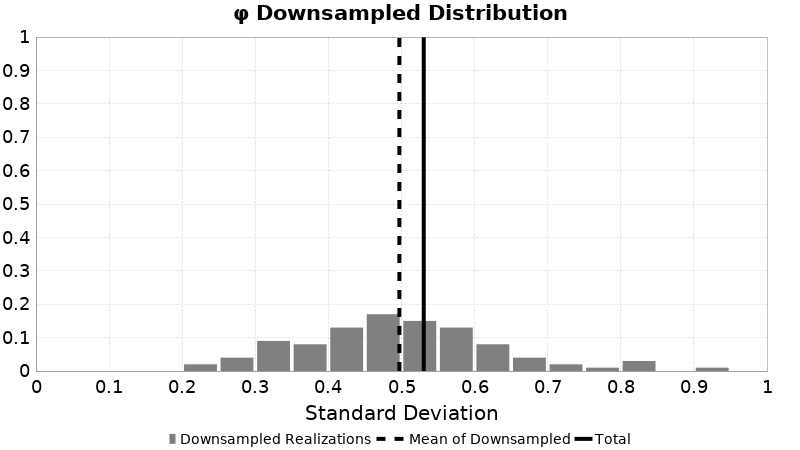 φ Downsampled Distribution
1
0.9
0.8
0.7
0.6
0.5
0.4
0.3
0.2
0.1
0
0 0.1 0.2 0.3 0.4 0.5 0.6 0.7 0.8 0.9 1
Standard Deviation
Downsampled Realizations Mean of Downsampled Total